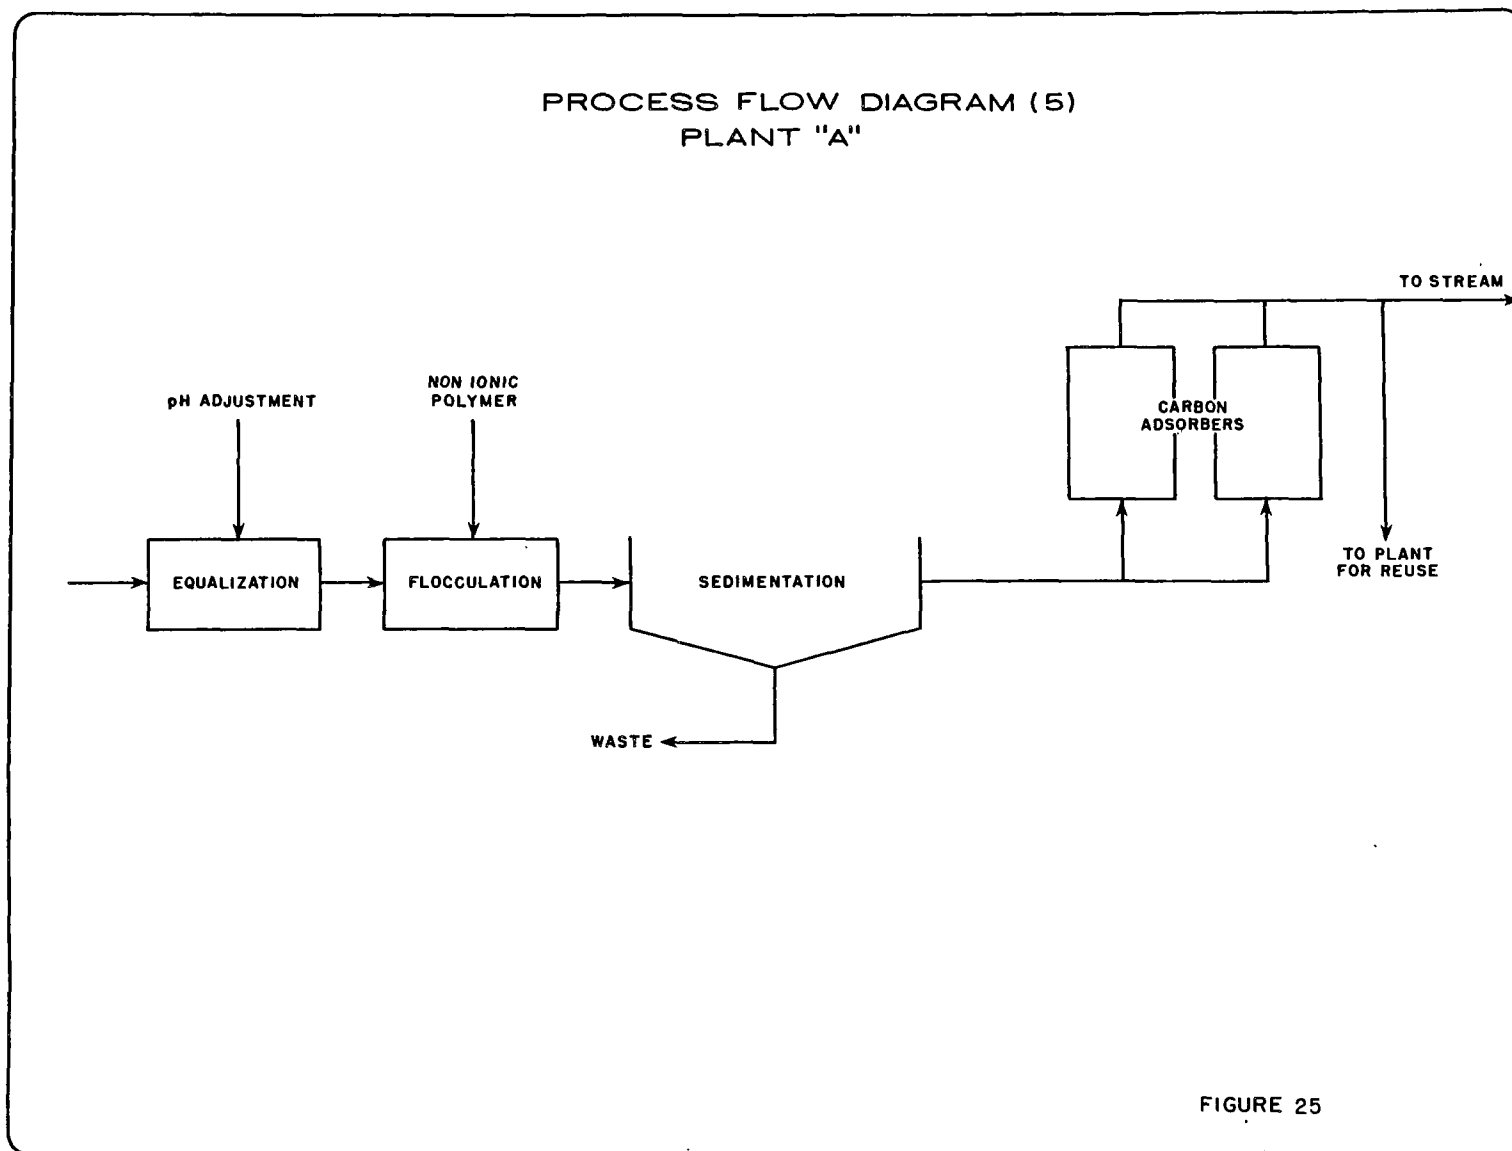 PROCESS FLOW DIAGRAM (5)
PLANT "A"
TO STREAM
pH ADJUSTMENT
NON IONIC
POLYMER
CARBON
ADSORBERS
TO PLANT
FOR REUSE
EQUALIZATION
FLOCCULATION
SEDIMENTATION
WASTE
FIGURE 25